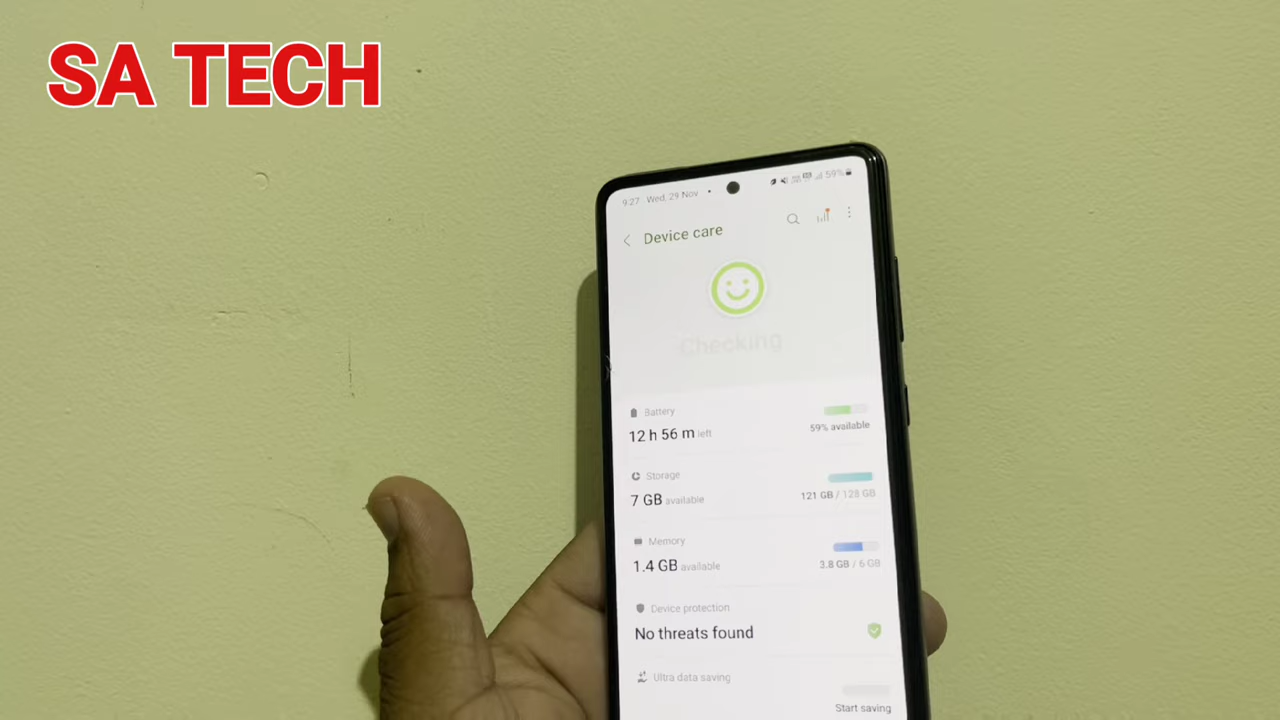 SA TECH
9:27 Wed, 29 Nov
59%
Device care
Checking
Battery
12 h 56 m left
59% available
Storage
7 GB available
121 GB / 128 GB
Memory
1.4 GB available
3.8 GB / 6 GB
Device protection
No threats found
Ultra data saving
Start saving